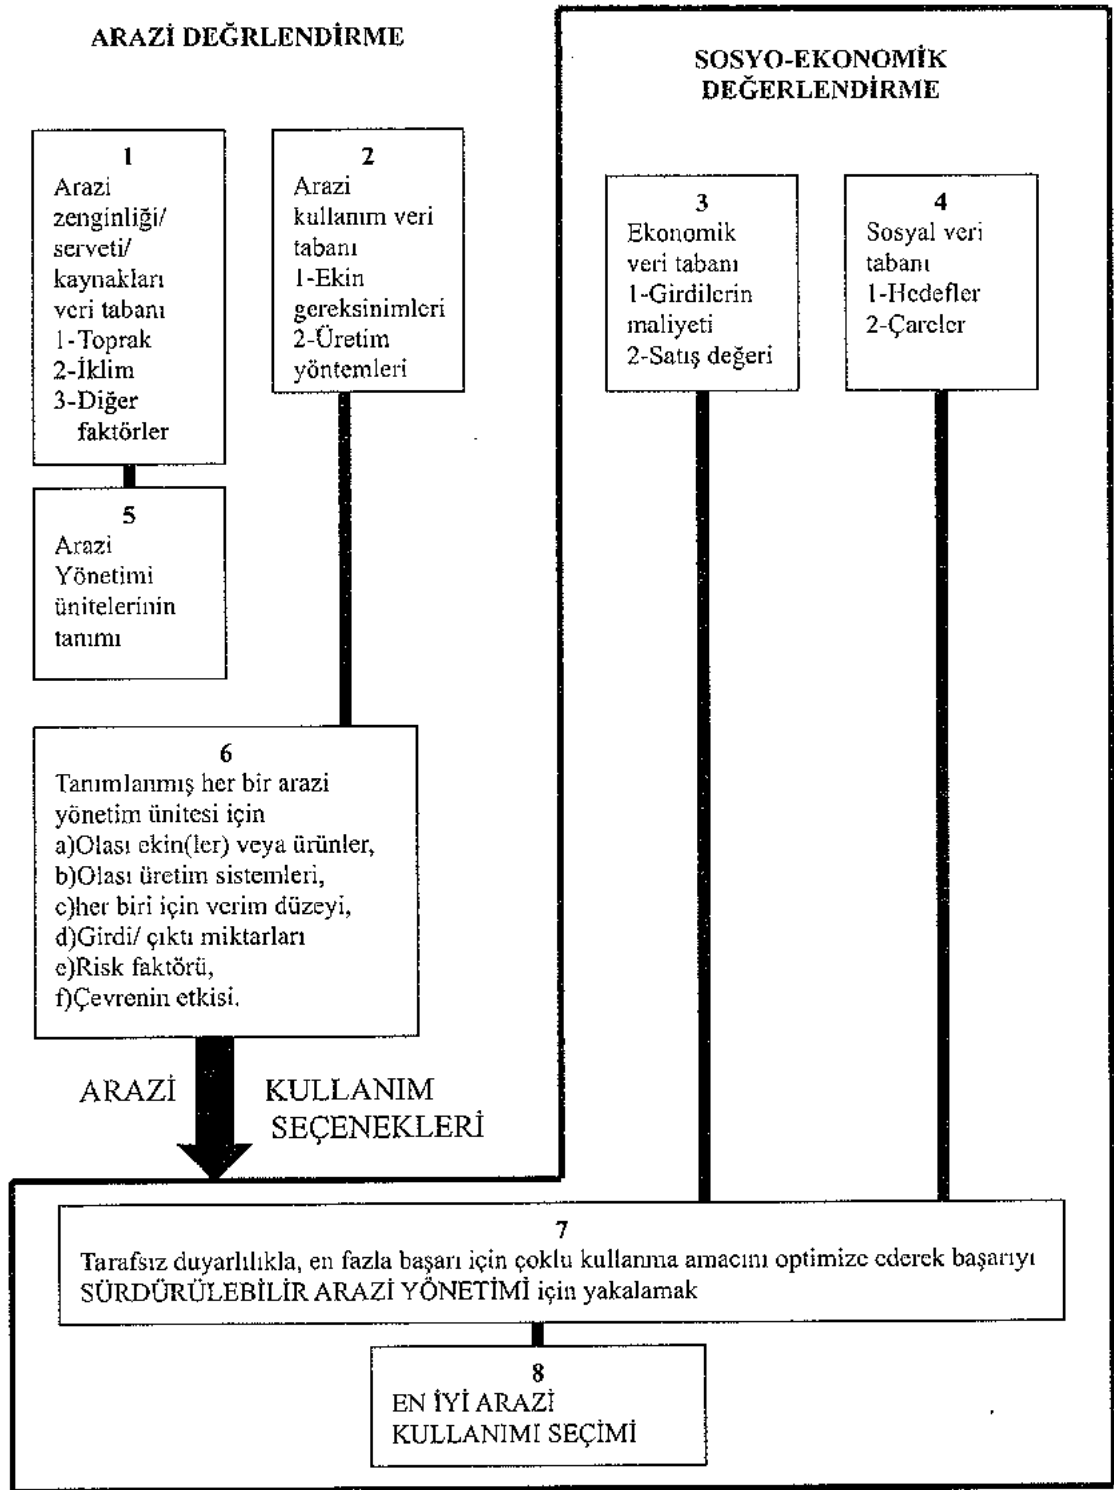 ARAZİ DEĞRLENDİRME
SOSYO-EKONOMİK
DEĞERLENDİRME
1
Arazi
zenginliği/
serveti/
kaynakları
veri tabanı
1-Toprak
2-İklim
3-Diğer
faktörler
2
Arazi
kullanım veri
tabanı
1-Ekin
gereksinimleri
2-Üretim
yöntemleri
3
Ekonomik
veri tabanı
1-Girdilerin
maliyeti
2-Satış değeri
4
Sosyal veri
tabanı
1-Hedefler
2-Çareler
5
Arazi
Yönetimi
ünitelerinin
tanımı
6
Tanımlanmış her bir arazi
yönetim ünitesi için
a)Olası ekin(ler) veya ürünler,
b)Olası üretim sistemleri,
c)her biri için verim düzeyi,
d)Girdi/ çıktı miktarları
e)Risk faktörü,
f)Çevrenin etkisi.
ARAZİ KULLANIM
SEÇENEKLERİ
7
Tarafsız duyarlılıkla, en fazla başarı için çoklu kullanma amacını optimize ederek başarıyı
SÜRDÜRÜLEBİLİR ARAZİ YÖNETİMİ için yakalamak
8
EN İYİ ARAZİ
KULLANIMI SEÇİMİ